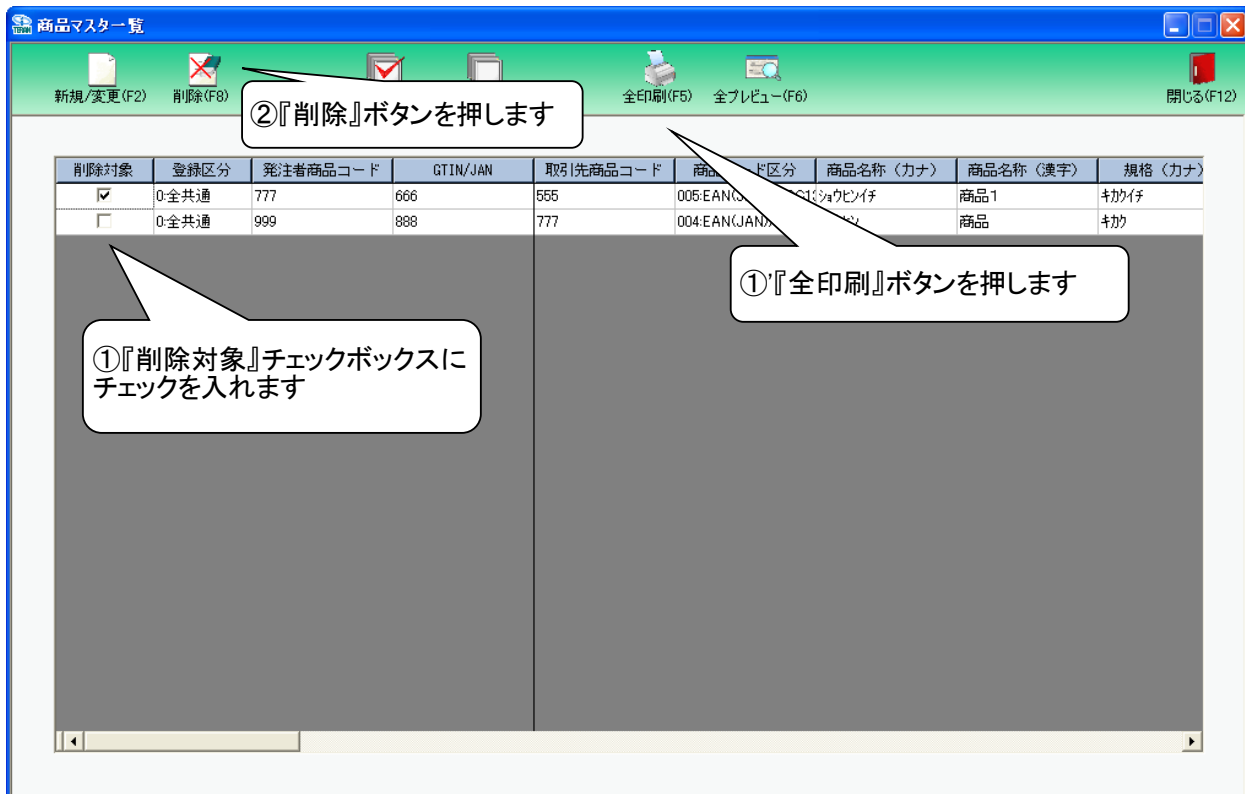 商品マスター覧
新規/変更(F2) 削除(F8) 全印刷(F5) 全プレビュー(F6) 閉じる(F12)
②『削除』ボタンを押します
削除対象 登録区分 発注者商品コード GTIN/JAN 取引先商品コード 商品 ド区分 商品名称（カナ） 商品名称（漢字） 規格（カナ）
0:全共通 777 666 555 005:EAN( ｼｮｳﾋﾝｲﾁ 商品1 ｷｶｸｲﾁ
0:全共通 999 888 777 004:EAN(JAN) 商品 ｷｶｸ
①'『全印刷』ボタンを押します
①『削除対象』チェックボックスに
チェックを入れます